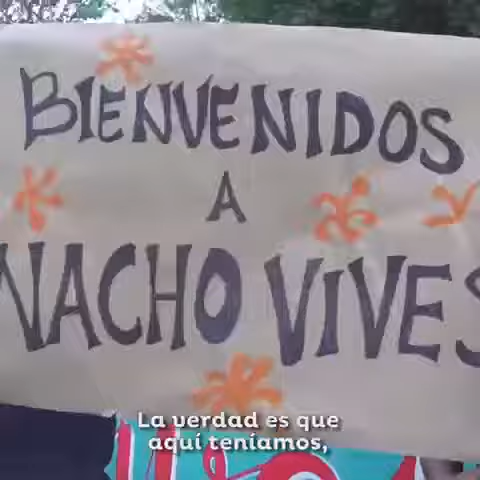 BIENVENIDOS
A
NACHO VIVES
La verdad es que
aquí teníamos,